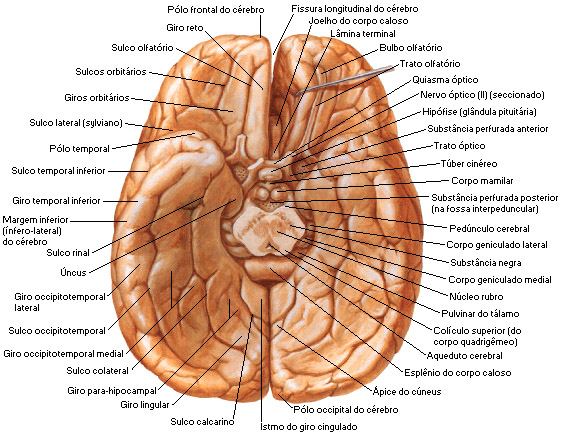 Pólo frontal do cérebro
Giro reto
Sulco olfatório
Sulcos orbitários
Giros orbitários
Sulco lateral (sylviano)
Pólo temporal
Sulco temporal inferior
Giro temporal inferior
Margem inferior
(ínfero-lateral)
do cérebro
Sulco rinal
Úncus
Giro occipitotemporal
lateral
Sulco occipitotemporal
Giro occipitotemporal medial
Sulco colateral
Giro para-hipocampal
Giro lingular
Sulco calcarino
Fissura longitudinal do cérebro
Joelho do corpo caloso
Lâmina terminal
Bulbo olfatório
Trato olfatório
Quiasma óptico
Nervo óptico (II) (seccionado)
Hipófise (glândula pituitária)
Substância perfurada anterior
Trato óptico
Túber cinéreo
Corpo mamilar
Substância perfurada posterior
(na fossa interpeduncular)
Pedúnculo cerebral
Corpo geniculado lateral
Substância negra
Corpo geniculado medial
Núcleo rubro
Pulvinar do tálamo
Colículo superior (do
corpo quadrigêmeo)
Aqueduto cerebral
Esplênio do corpo caloso
Ápice do cúneus
Pólo occipital do cérebro
Istmo do giro cingulado